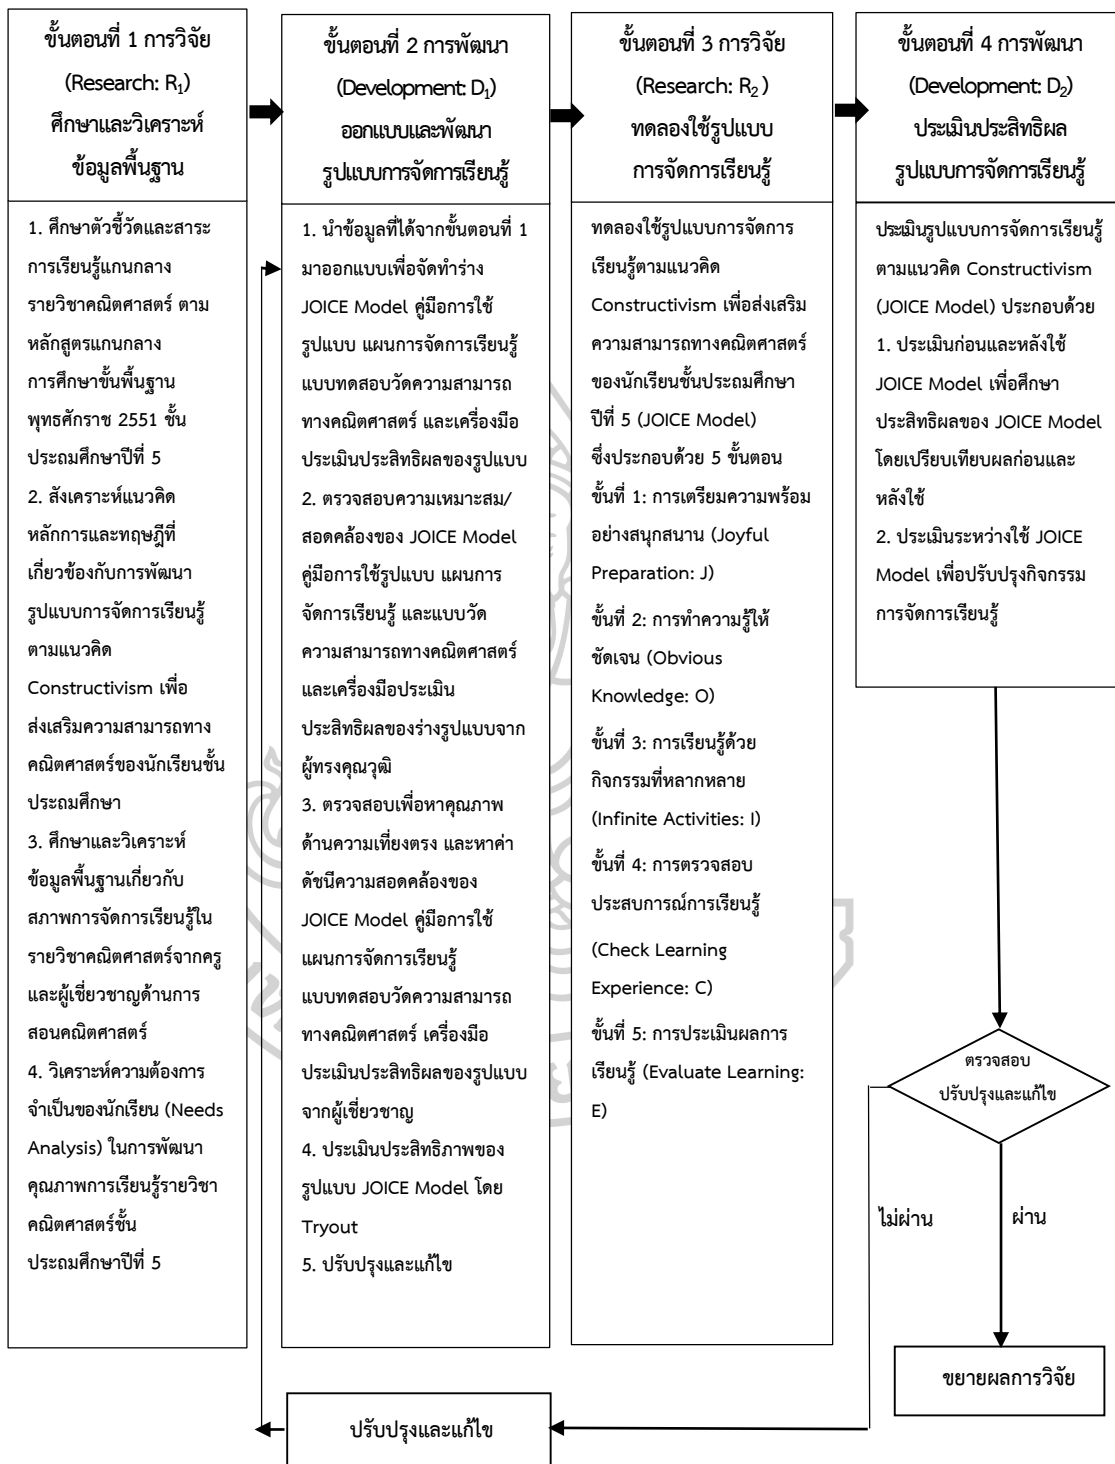 ขั้นตอนที่ 1 การวิจัย
(Research: R1)
ศึกษาและวิเคราะห์
ข้อมูลพื้นฐาน
ขั้นตอนที่ 2 การพัฒนา
(Development: D1)
ออกแบบและพัฒนา
รูปแบบการจัดการเรียนรู้
ขั้นตอนที่ 3 การวิจัย
(Research: R2 )
ทดลองใช้รูปแบบ
การจัดการเรียนรู้
ขั้นตอนที่ 4 การพัฒนา
(Development: D2)
ประเมินประสิทธิผล
รูปแบบการจัดการเรียนรู้
1. ศึกษาตัวชี้วัดและสาระ
การเรียนรู้แกนกลาง
รายวิชาคณิตศาสตร์ ตาม
หลักสูตรแกนกลาง
การศึกษาขั้นพื้นฐาน
พุทธศักราช 2551 ชั้น
ประถมศึกษาปีที่ 5
2. สังเคราะห์แนวคิด
หลักการและทฤษฎีที่
เกี่ยวข้องกับการพัฒนา
รูปแบบการจัดการเรียนรู้
ตามแนวคิด
Constructivism เพื่อ
ส่งเสริมความสามารถทาง
คณิตศาสตร์ของนักเรียนชั้น
ประถมศึกษา
3. ศึกษาและวิเคราะห์
ข้อมูลพื้นฐานเกี่ยวกับ
สภาพการจัดการเรียนรู้ใน
รายวิชาคณิตศาสตร์จากครู
และผู้เชี่ยวชาญด้านการ
สอนคณิตศาสตร์
4. วิเคราะห์ความต้องการ
จำเป็นของนักเรียน (Needs
Analysis) ในการพัฒนา
คุณภาพการเรียนรู้รายวิชา
คณิตศาสตร์ชั้น
ประถมศึกษาปีที่ 5
1. นำข้อมูลที่ได้จากขั้นตอนที่ 1
มาออกแบบเพื่อจัดทำร่าง
JOICE Model คู่มือการใช้
รูปแบบ แผนการจัดการเรียนรู้
แบบทดสอบวัดความสามารถ
ทางคณิตศาสตร์ และเครื่องมือ
ประเมินประสิทธิผลของรูปแบบ
2. ตรวจสอบความเหมาะสม/
สอดคล้องของ JOICE Model
คู่มือการใช้รูปแบบ แผนการ
จัดการเรียนรู้ และแบบวัด
ความสามารถทางคณิตศาสตร์
และเครื่องมือประเมิน
ประสิทธิผลของร่างรูปแบบจาก
ผู้ทรงคุณวุฒิ
3. ตรวจสอบเพื่อหาคุณภาพ
ด้านความเที่ยงตรง และหาค่า
ดัชนีความสอดคล้องของ
JOICE Model คู่มือการใช้
แผนการจัดการเรียนรู้
แบบทดสอบวัดความสามารถ
ทางคณิตศาสตร์ เครื่องมือ
ประเมินประสิทธิผลของรูปแบบ
จากผู้เชี่ยวชาญ
4. ประเมินประสิทธิภาพของ
รูปแบบ JOICE Model โดย
Tryout
5. ปรับปรุงและแก้ไข
ทดลองใช้รูปแบบการจัดการ
เรียนรู้ตามแนวคิด
Constructivism เพื่อส่งเสริม
ความสามารถทางคณิตศาสตร์
ของนักเรียนชั้นประถมศึกษา
ปีที่ 5 (JOICE Model)
ซึ่งประกอบด้วย 5 ขั้นตอน
ขั้นที่ 1: การเตรียมความพร้อม
อย่างสนุกสนาน (Joyful
Preparation: J)
ขั้นที่ 2: การทำความรู้ให้
ชัดเจน (Obvious
Knowledge: O)
ขั้นที่ 3: การเรียนรู้ด้วย
กิจกรรมที่หลากหลาย
(Infinite Activities: I)
ขั้นที่ 4: การตรวจสอบ
ประสบการณ์การเรียนรู้
(Check Learning
Experience: C)
ขั้นที่ 5: การประเมินผลการ
เรียนรู้ (Evaluate Learning:
E)
ประเมินรูปแบบการจัดการเรียนรู้
ตามแนวคิด Constructivism
(JOICE Model) ประกอบด้วย
1. ประเมินก่อนและหลังใช้
JOICE Model เพื่อศึกษา
ประสิทธิผลของ JOICE Model
โดยเปรียบเทียบผลก่อนและ
หลังใช้
2. ประเมินระหว่างใช้ JOICE
Model เพื่อปรับปรุงกิจกรรม
การจัดการเรียนรู้
ตรวจสอบ
ปรับปรุงและแก้ไข
ไม่ผ่าน
ผ่าน
ขยายผลการวิจัย
ปรับปรุงและแก้ไข